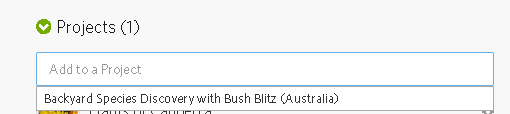 Projects (1)
Add to a Project
Backyard Species Discovery with Bush Blitz (Australia)